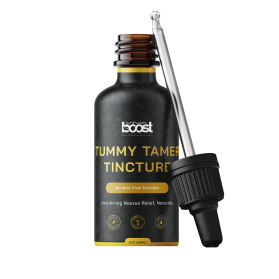 boost
TUMMY TAMER
TINCTURE
Alcohol-Free Formula
Fast-Acting Nausea Relief, Naturally